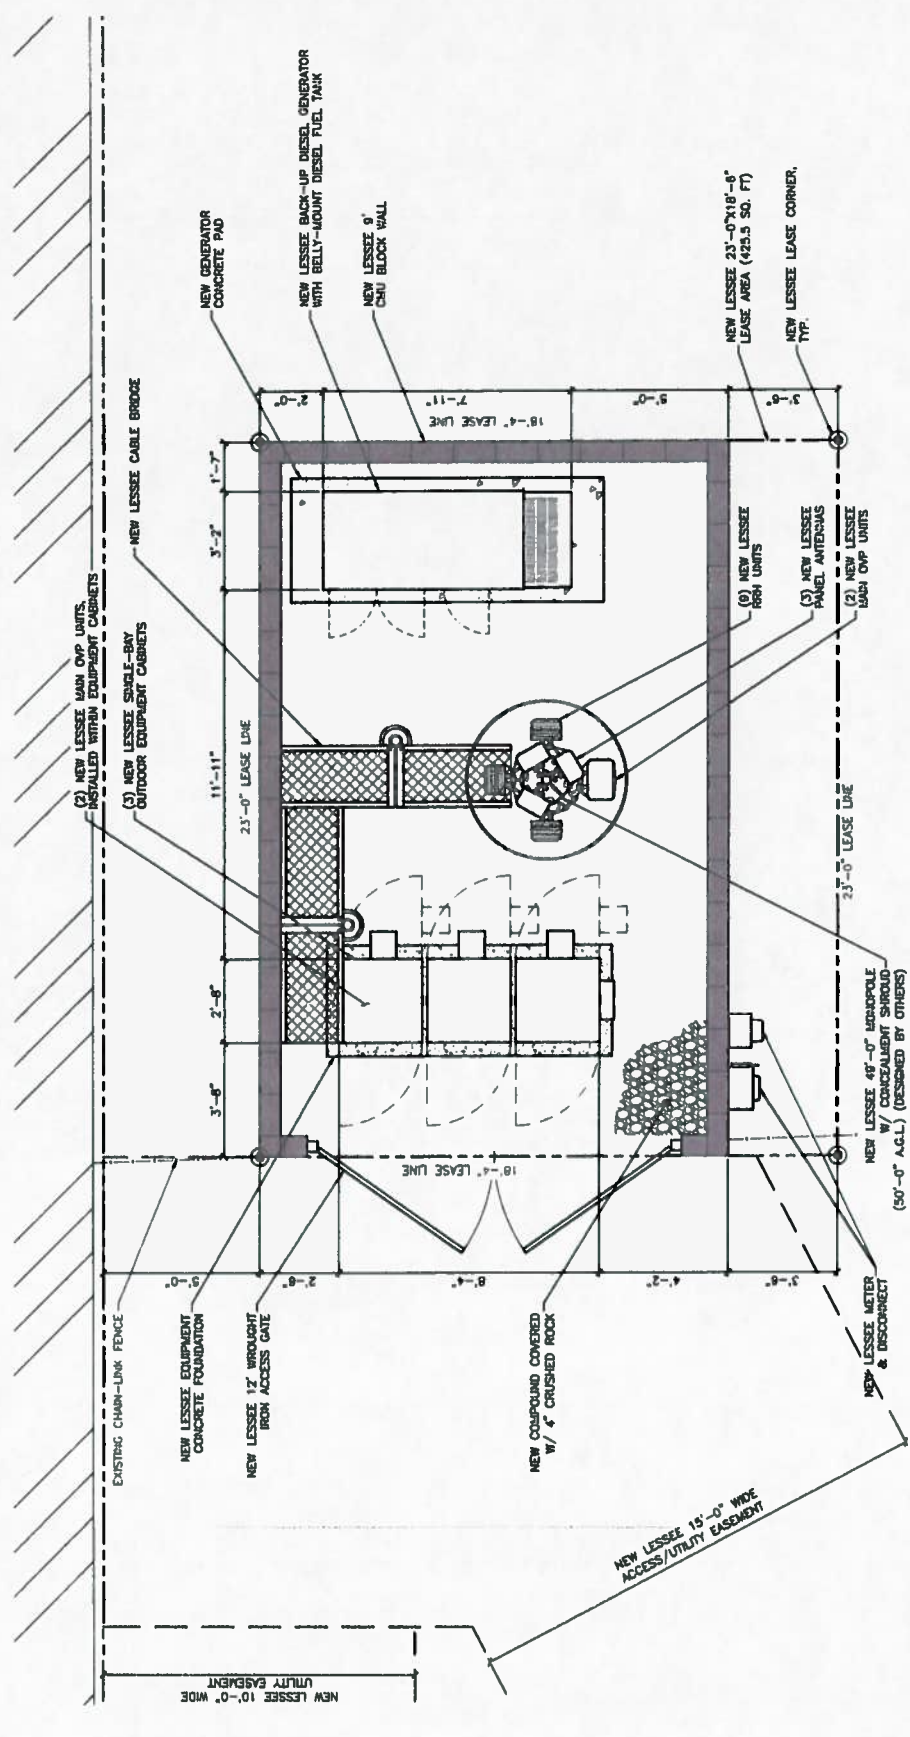 (2) NEW LESSEE MAIN OVP UNITS,
INSTALLED WITHIN EQUIPMENT CABINETS
(3) NEW LESSEE SINGLE-BAY
OUTDOOR EQUIPMENT CABINETS
NEW LESSEE CABLE BRIDGE
NEW GENERATOR
CONCRETE PAD
NEW LESSEE BACK-UP DIESEL GENERATOR
WITH BELLY-MOUNT DIESEL FUEL TANK
NEW LESSEE 9'
CMU BLOCK WALL
NEW LESSEE 23'-0"X18'-6"
LEASE AREA (425.5 SQ. FT)
NEW LESSEE LEASE CORNER,
TYP.
3'-6"
2'-8"
11'-11"
3'-2"
1'-7"
23'-0" LEASE LINE
2'-0"
7'-11"
5'-0"
3'-6"
18'-4" LEASE LINE
(9) NEW LESSEE
RRH UNITS
(3) NEW LESSEE
PANEL ANTENNAS
(2) NEW LESSEE
MAIN OVP UNITS
23'-0" LEASE LINE
18'-4" LEASE LINE
5'-0"
2'-6"
8'-4"
4'-2"
3'-6"
EXISTING CHAIN-LINK FENCE
NEW LESSEE EQUIPMENT
CONCRETE FOUNDATION
NEW LESSEE 12' WROUGHT
IRON ACCESS GATE
NEW COMPOUND COVERED
W/ 4" CRUSHED ROCK
NEW LESSEE METER
& DISCONNECT
NEW LESSEE 49'-0" MONOPOLE
W/ CONCEALMENT SHROUD
(50'-0" A.G.L.) (DESIGNED BY OTHERS)
NEW LESSEE 15'-0" WIDE
ACCESS/UTILITY EASEMENT
NEW LESSEE 10'-0" WIDE
UTILITY EASEMENT